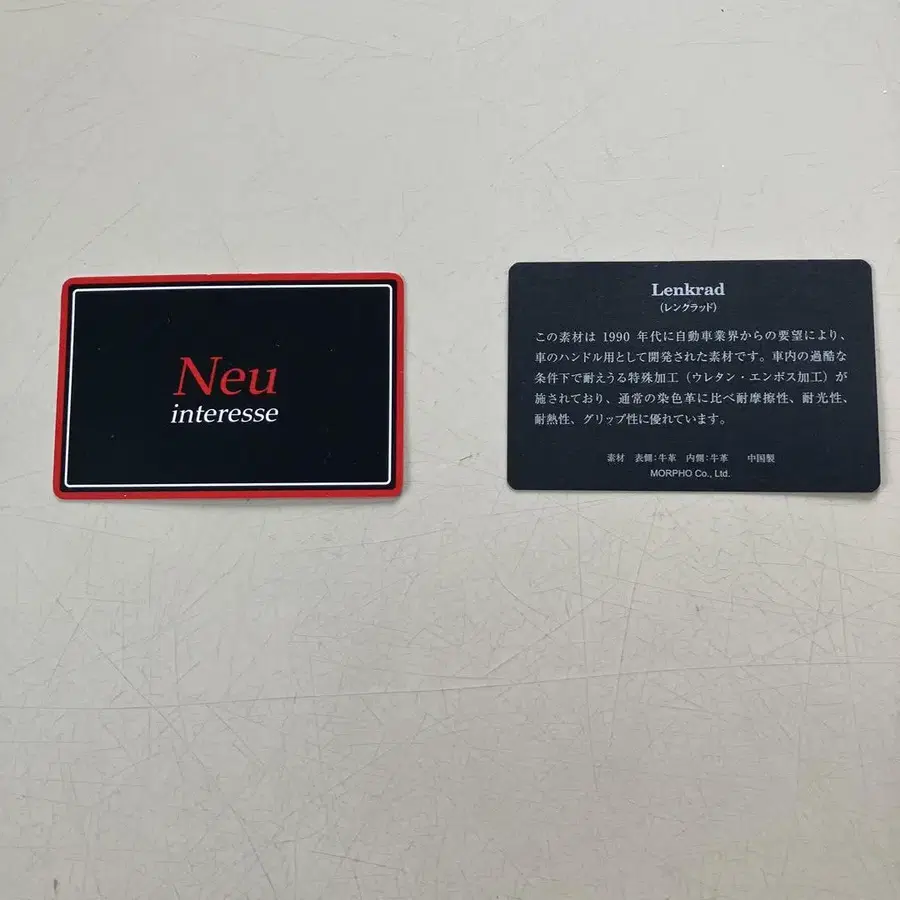 Neu
interesse
Lenkrad
(レンクラッド)
この素材は 1990 年代に自動車業界からの要望により、
車のハンドル用として開発された素材です。車内の過酷な
条件下で耐えうる特殊加工（ウレタン・エンボス加工）が
施されており、通常の染色革に比べ耐摩擦性、耐光性、
耐熱性、グリップ性に優れています。
素材　表側：牛革　内側：牛革　中国製
MORPHO Co., Ltd.